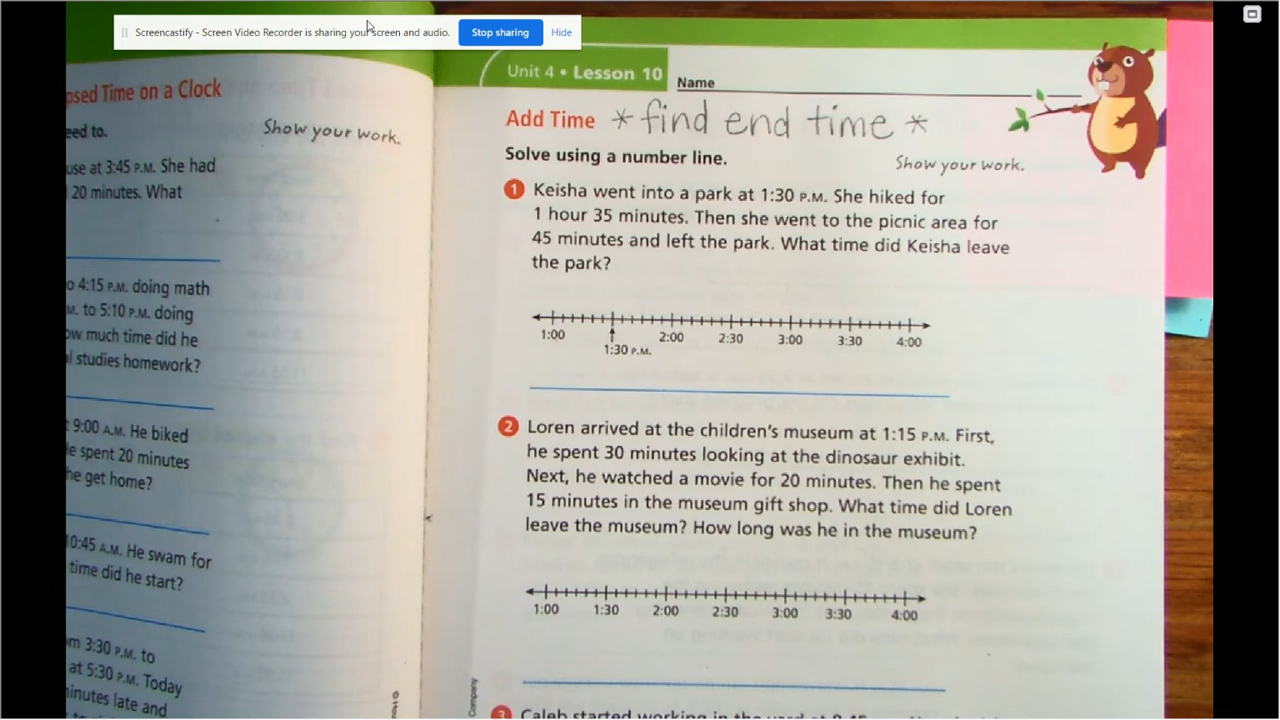 Screencastify - Screen Video Recorder is sharing your screen and audio. Stop sharing Hide
Time on a Clock
eed to.
Show your work.
at 3:45 P.M. She had
20 minutes. What
4:15 P.M. doing math
to 5:10 P.M. doing
much time did he
studies homework?
9:00 A.M. He biked
spent 20 minutes
he get home?
10:45 A.M. He swam for
time did he start?
3:30 P.M. to
at 5:30 P.M. Today
late and
Unit 4 • Lesson 10
Name
Add Time * find end time *
Solve using a number line.
Show your work.
1 Keisha went into a park at 1:30 P.M. She hiked for
1 hour 35 minutes. Then she went to the picnic area for
45 minutes and left the park. What time did Keisha leave
the park?
1:00 2:00 2:30 3:00 3:30 4:00
1:30 P.M.
2 Loren arrived at the children's museum at 1:15 P.M. First,
he spent 30 minutes looking at the dinosaur exhibit.
Next, he watched a movie for 20 minutes. Then he spent
15 minutes in the museum gift shop. What time did Loren
leave the museum? How long was he in the museum?
1:00 1:30 2:00 2:30 3:00 3:30 4:00
Company
3 Caleb started working in the yard at